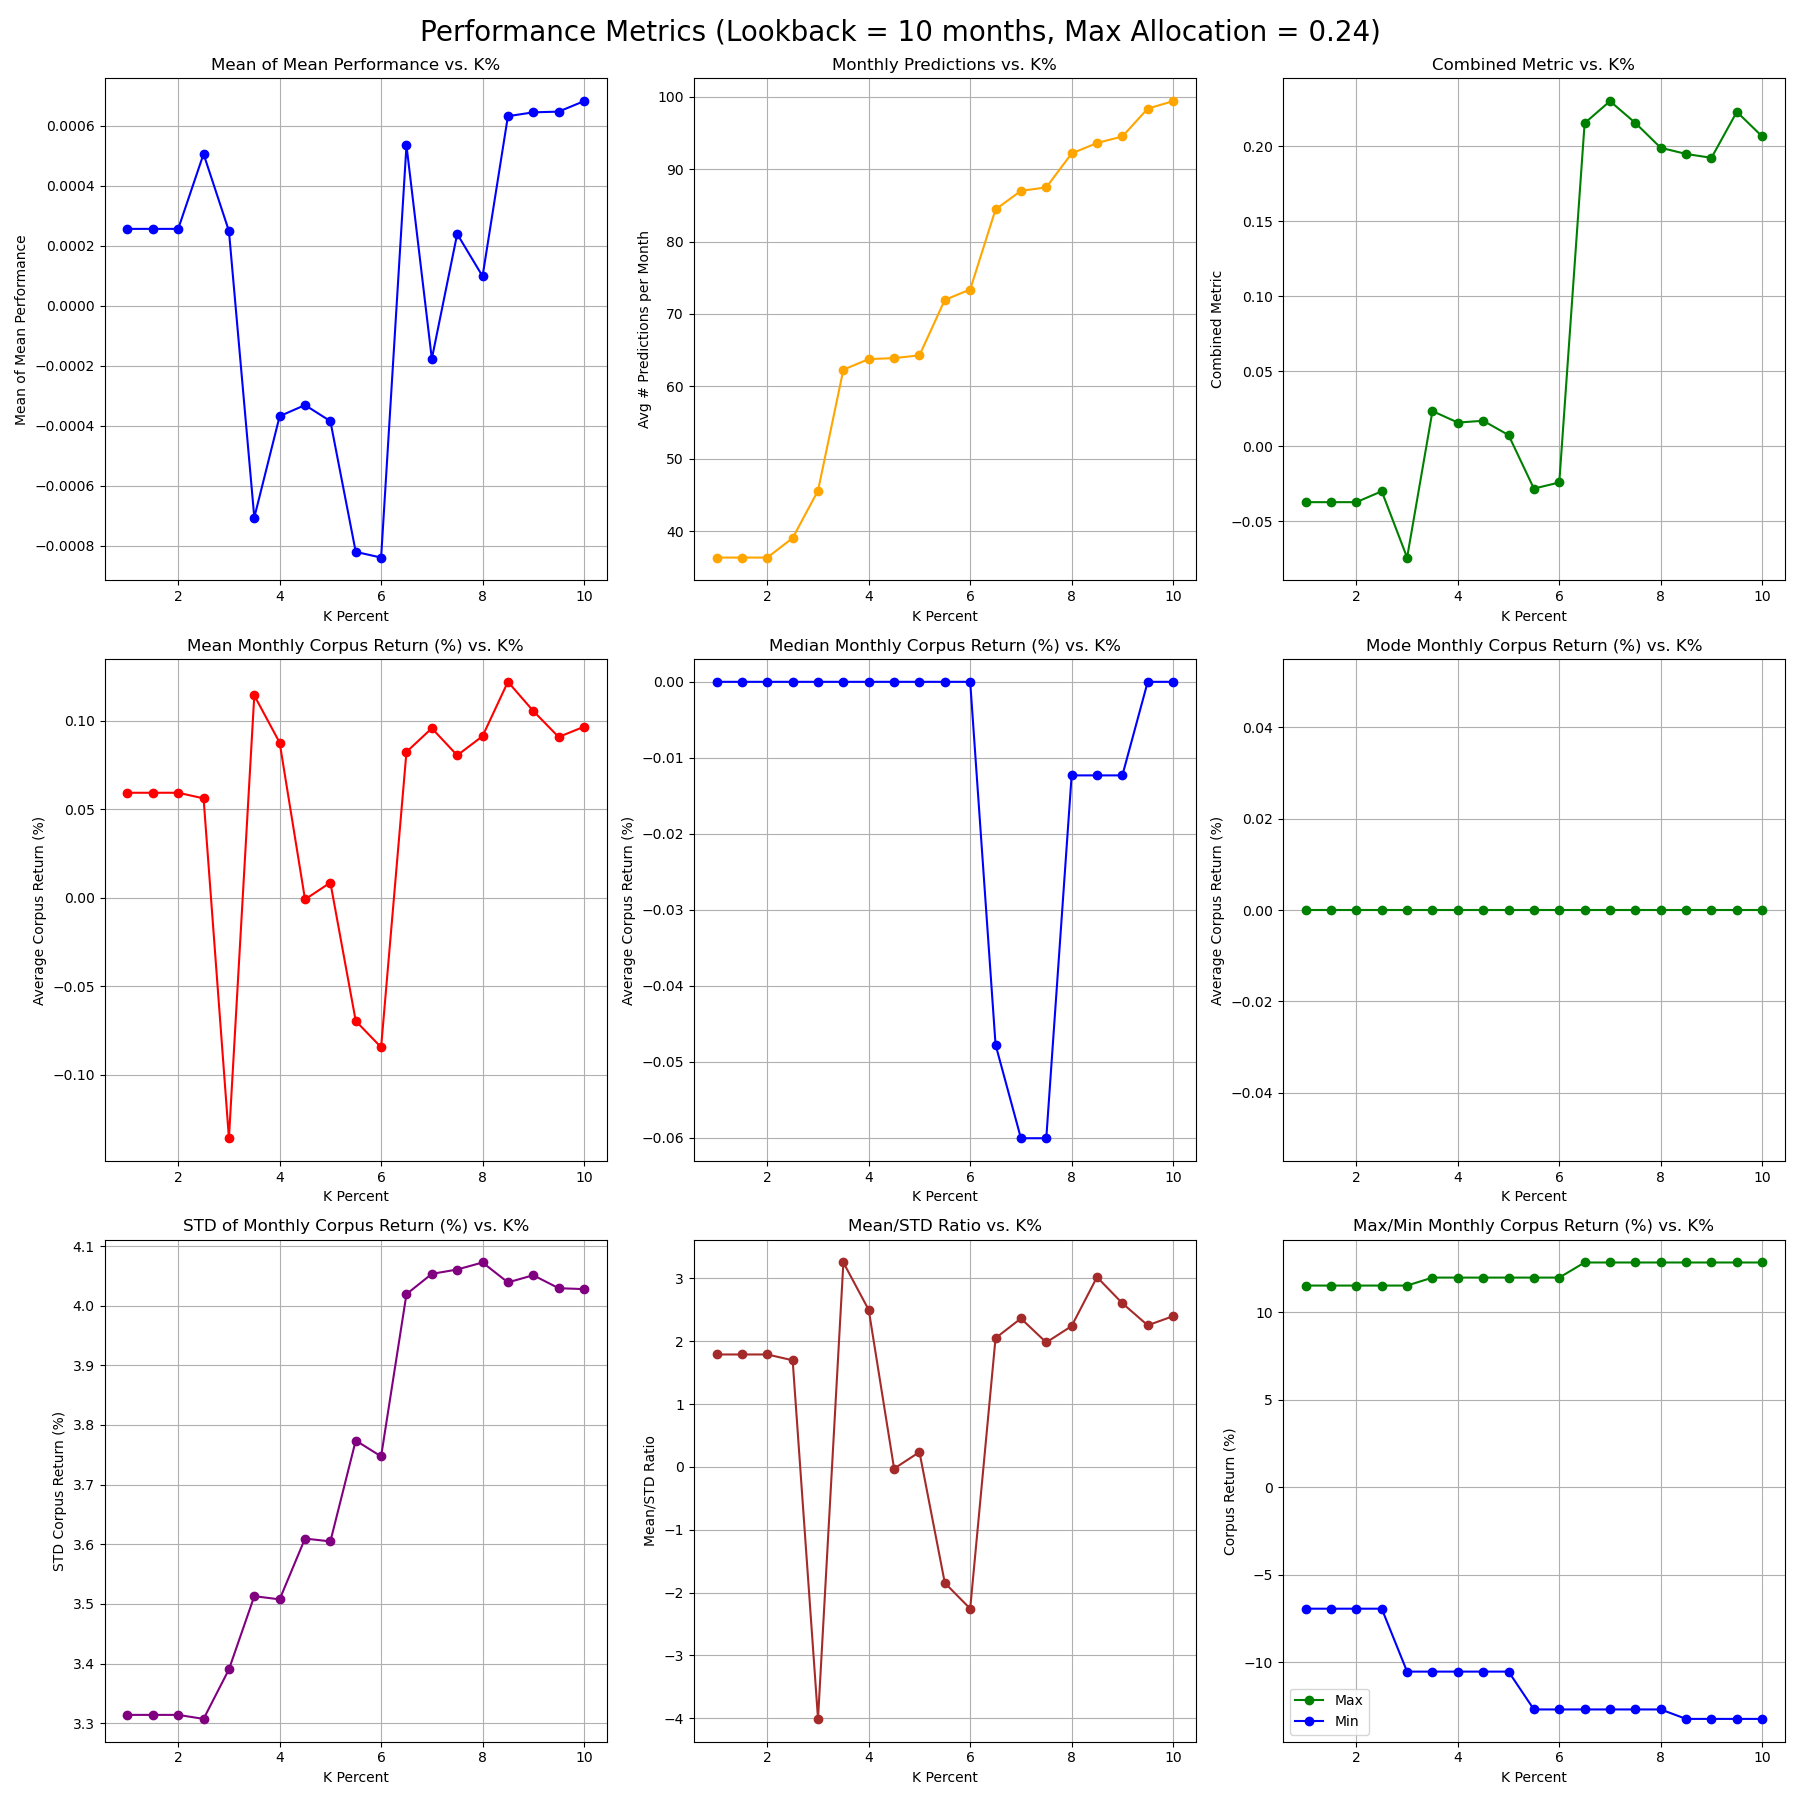 Performance Metrics (Lookback = 10 months, Max Allocation = 0.24)
Mean of Mean Performance vs. K%
Mean of Mean Performance
0.0006
0.0004
0.0002
0.0000
−0.0002
−0.0004
−0.0006
−0.0008
2 4 6 8 10
K Percent
Monthly Predictions vs. K%
Avg # Predictions per Month
100
90
80
70
60
50
40
2 4 6 8 10
K Percent
Combined Metric vs. K%
Combined Metric
0.20
0.15
0.10
0.05
0.00
−0.05
2 4 6 8 10
K Percent
Mean Monthly Corpus Return (%) vs. K%
Average Corpus Return (%)
0.10
0.05
0.00
−0.05
−0.10
2 4 6 8 10
K Percent
Median Monthly Corpus Return (%) vs. K%
Average Corpus Return (%)
0.00
−0.01
−0.02
−0.03
−0.04
−0.05
−0.06
2 4 6 8 10
K Percent
Mode Monthly Corpus Return (%) vs. K%
Average Corpus Return (%)
0.04
0.02
0.00
−0.02
−0.04
2 4 6 8 10
K Percent
STD of Monthly Corpus Return (%) vs. K%
STD Corpus Return (%)
4.1
4.0
3.9
3.8
3.7
3.6
3.5
3.4
3.3
2 4 6 8 10
K Percent
Mean/STD Ratio vs. K%
Mean/STD Ratio
3
2
1
0
−1
−2
−3
−4
2 4 6 8 10
K Percent
Max/Min Monthly Corpus Return (%) vs. K%
Corpus Return (%)
10
5
0
−5
−10
Max
Min
2 4 6 8 10
K Percent